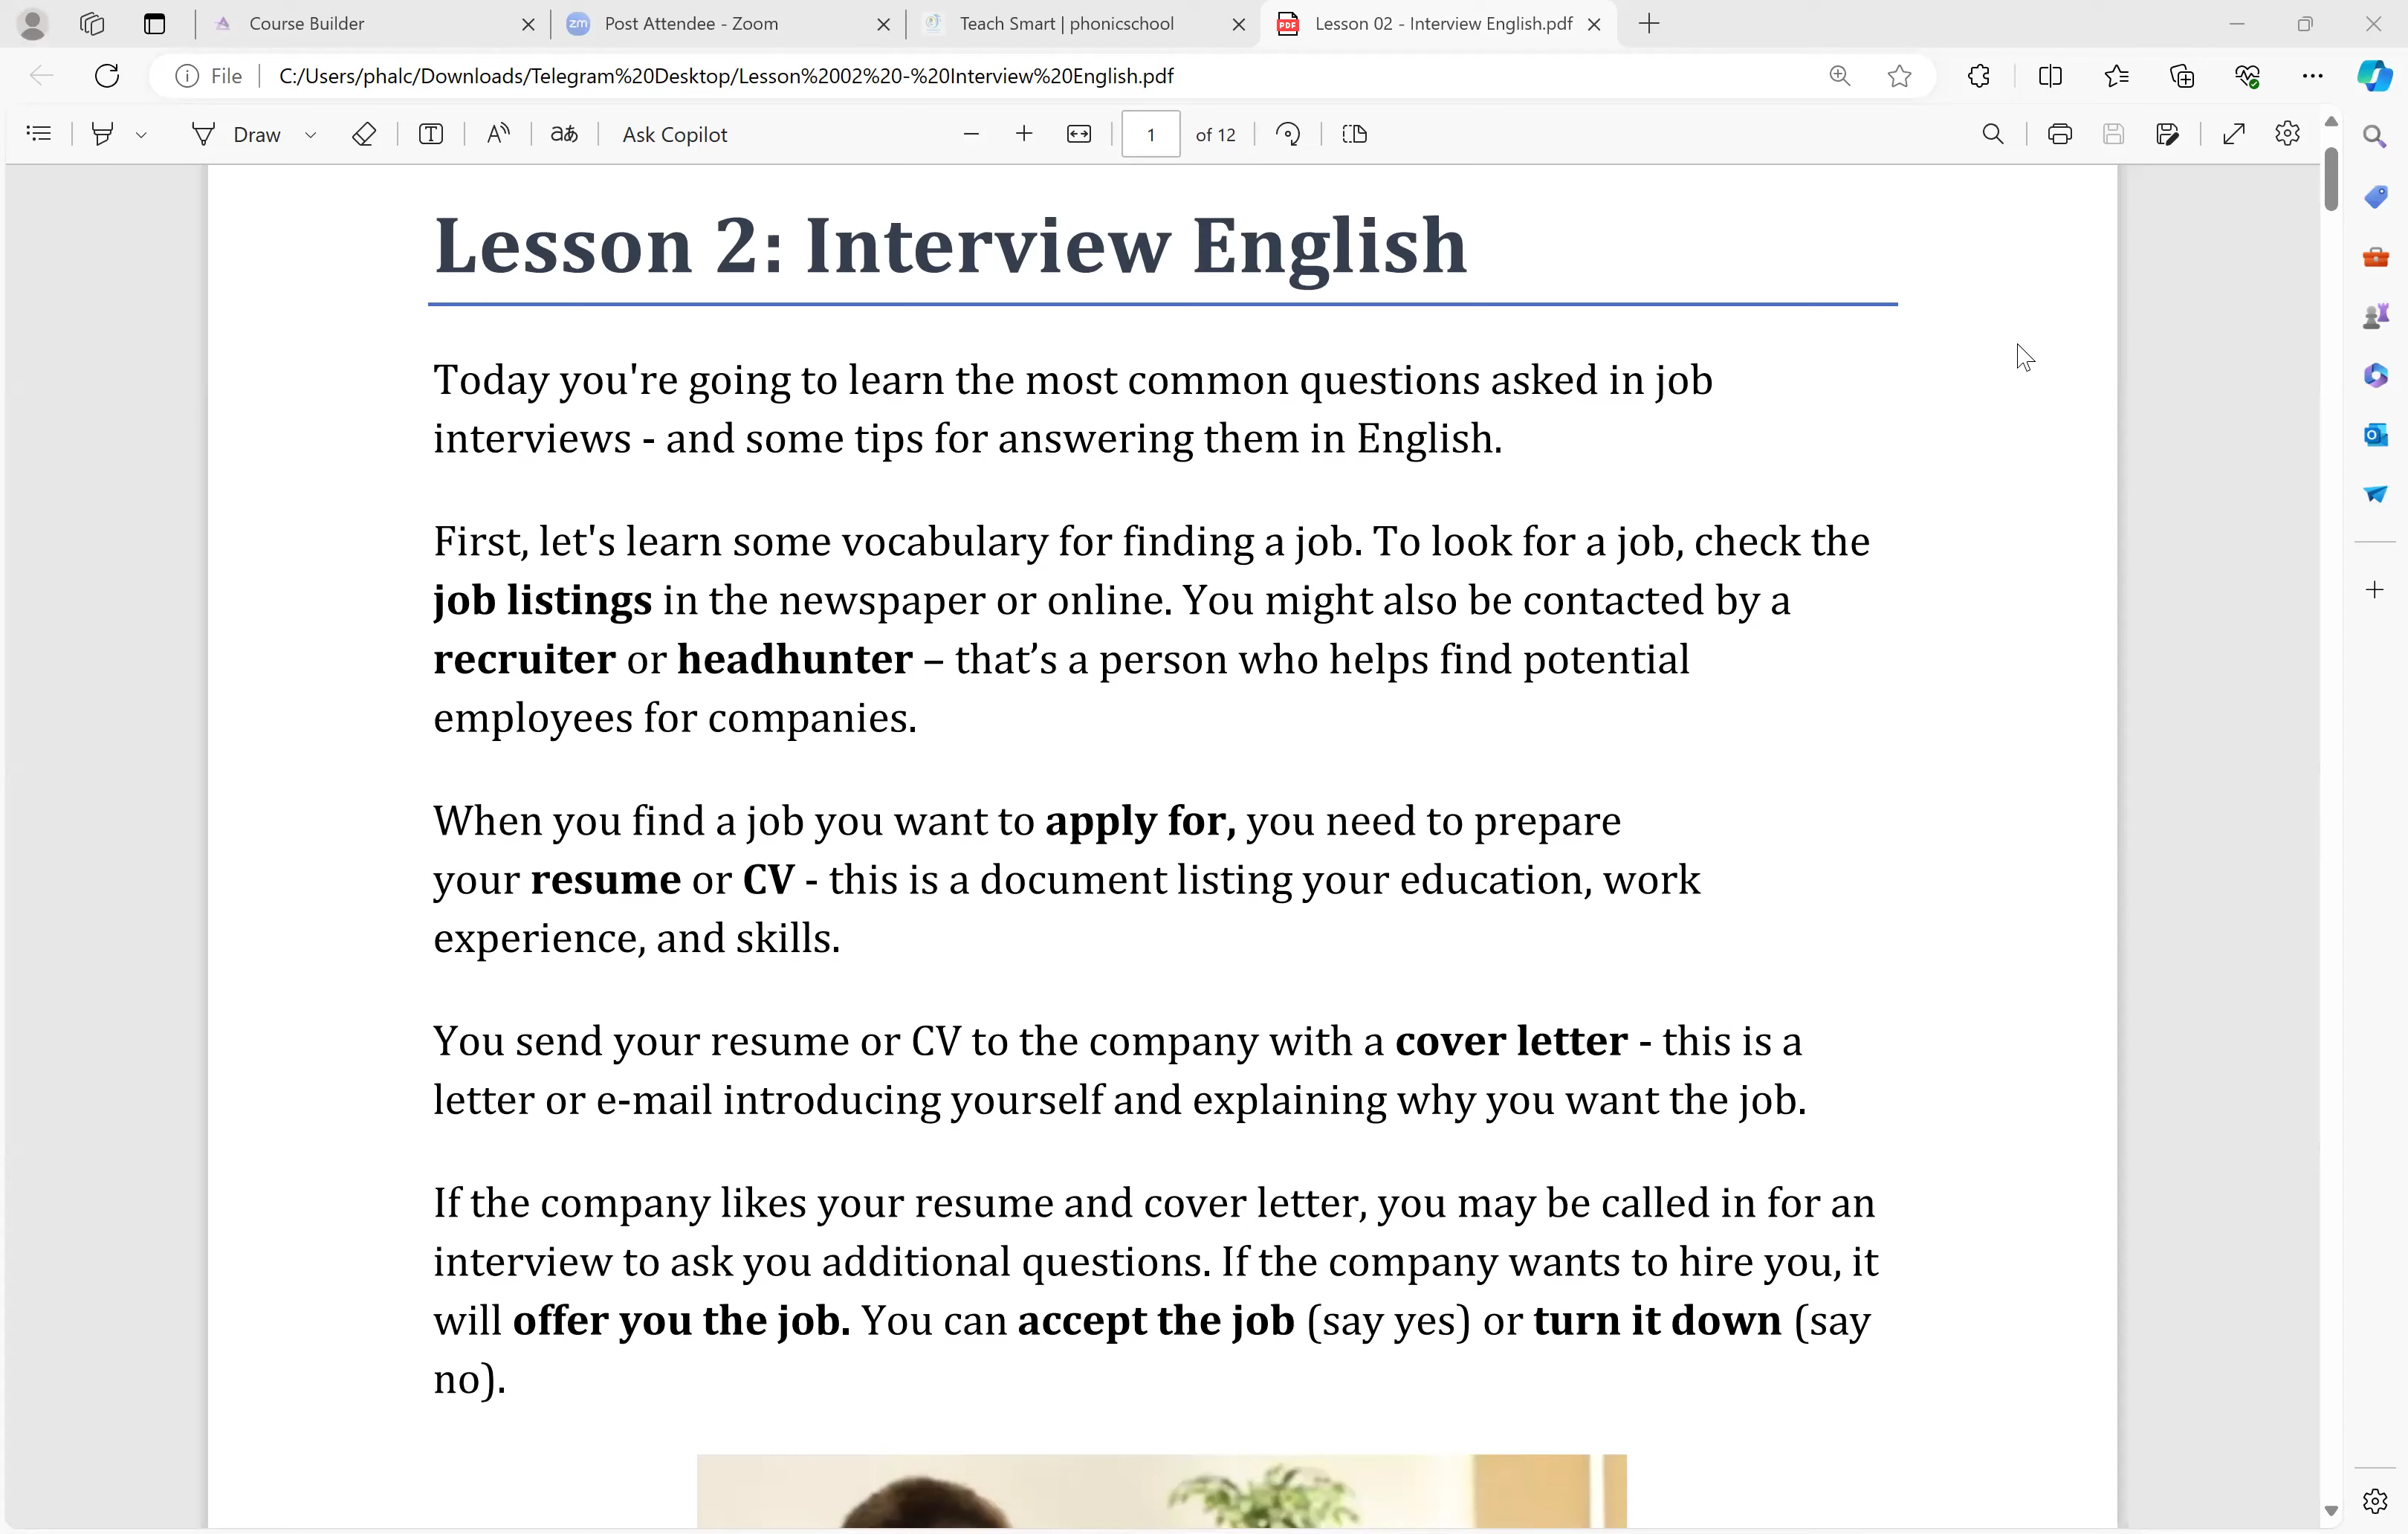 Course Builder
zm Post Attendee - Zoom
Teach Smart | phonicschool
PDF Lesson 02 - Interview English.pdf
File C:/Users/phalc/Downloads/Telegram%20Desktop/Lesson%2002%20-%20Interview%20English.pdf
Draw
Ask Copilot
1 of 12
Lesson 2: Interview English
Today you're going to learn the most common questions asked in job
interviews - and some tips for answering them in English.
First, let's learn some vocabulary for finding a job. To look for a job, check the
job listings in the newspaper or online. You might also be contacted by a
recruiter or headhunter – that’s a person who helps find potential
employees for companies.
When you find a job you want to apply for, you need to prepare
your resume or CV - this is a document listing your education, work
experience, and skills.
You send your resume or CV to the company with a cover letter - this is a
letter or e-mail introducing yourself and explaining why you want the job.
If the company likes your resume and cover letter, you may be called in for an
interview to ask you additional questions. If the company wants to hire you, it
will offer you the job. You can accept the job (say yes) or turn it down (say
no).